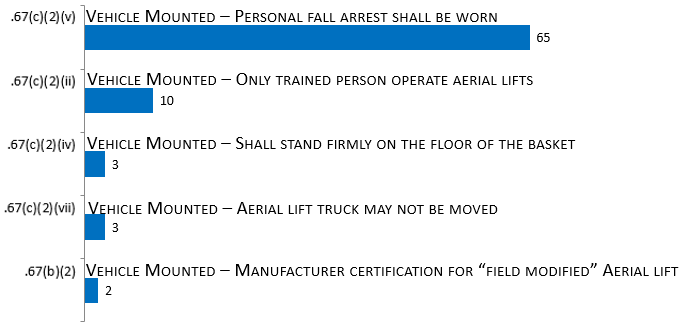 .67(c)(2)(v) Vehicle Mounted – Personal fall arrest shall be worn
65
.67(c)(2)(ii) Vehicle Mounted – Only trained person operate aerial lifts
10
.67(c)(2)(iv) Vehicle Mounted – Shall stand firmly on the floor of the basket
3
.67(c)(2)(vii) Vehicle Mounted – Aerial lift truck may not be moved
3
.67(b)(2) Vehicle Mounted – Manufacturer certification for “field modified” Aerial lift
2